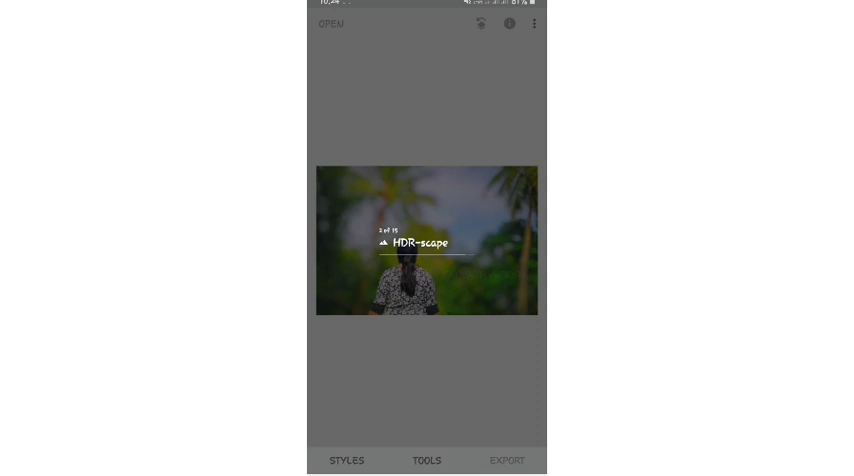 OPEN
2 of 15
HDR-scape
STYLES
TOOLS
EXPORT